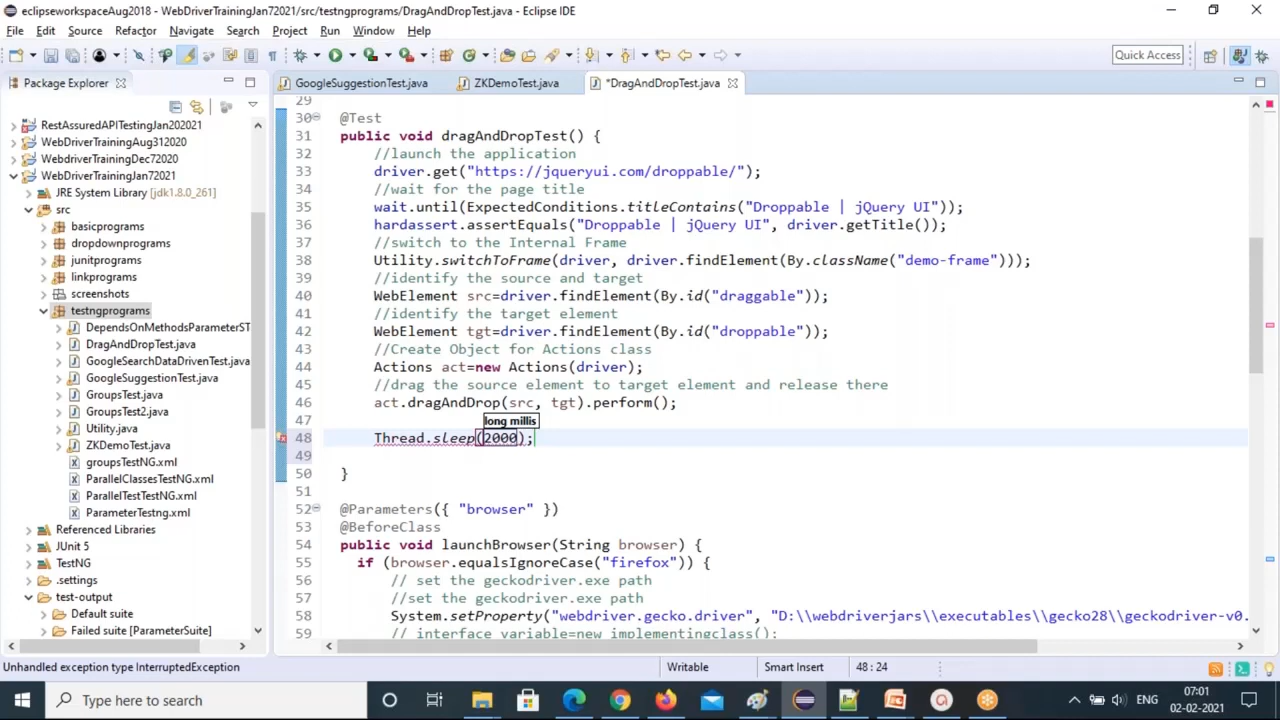 eclipseworkspaceAug2018 - WebDriverTrainingJan72021/src/testngprograms/DragAndDropTest.java - Eclipse IDE
File Edit Source Refactor Navigate Search Project Run Window Help
Quick Access
Package Explorer
GoogleSuggestionTest.java ZKDemoTest.java *DragAndDropTest.java
RestAssuredAPITestingJan202021
WebDriverTrainingAug312020
WebdriverTrainingDec72020
WebDriverTrainingJan72021
JRE System Library [jdk1.8.0_261]
src
basicprograms
dropdownprograms
junitprograms
linkprograms
screenshots
testngprograms
DependsOnMethodsParameterST
DragAndDropTest.java
GoogleSearchDataDrivenTest.java
GoogleSuggestionTest.java
GroupsTest.java
GroupsTest2.java
Utility.java
ZKDemoTest.java
groupsTestNG.xml
ParallelClassesTestNG.xml
ParallelTestTestNG.xml
ParameterTestng.xml
Referenced Libraries
JUnit 5
TestNG
.settings
test-output
Default suite
Failed suite [ParameterSuite]
29
30 @Test
31 public void dragAndDropTest() {
32 //launch the application
33 driver.get("https://jqueryui.com/droppable/");
34 //wait for the page title
35 wait.until(ExpectedConditions.titleContains("Droppable | jQuery UI"));
36 hardassert.assertEquals("Droppable | jQuery UI", driver.getTitle());
37 //switch to the Internal Frame
38 Utility.switchToFrame(driver, driver.findElement(By.className("demo-frame")));
39 //identify the source and target
40 WebElement src=driver.findElement(By.id("draggable"));
41 //identify the target element
42 WebElement tgt=driver.findElement(By.id("droppable"));
43 //Create Object for Actions class
44 Actions act=new Actions(driver);
45 //drag the source element to target element and release there
46 act.dragAndDrop(src, tgt).perform();
47
long millis
48 Thread.sleep(2000);
49
50 }
51
52 @Parameters({ "browser" })
53 @BeforeClass
54 public void launchBrowser(String browser) {
55 if (browser.equalsIgnoreCase("firefox")) {
56 // set the geckodriver.exe path
57 //set the geckodriver.exe path
58 System.setProperty("webdriver.gecko.driver", "D:\\webdriverjars\\executables\\gecko28\\geckodriver-v0.
59 // interface variable=new implementingclass();
Unhandled exception type InterruptedException
Writable
Smart Insert
48 : 24
Type here to search
ENG
07:01
02-02-2021